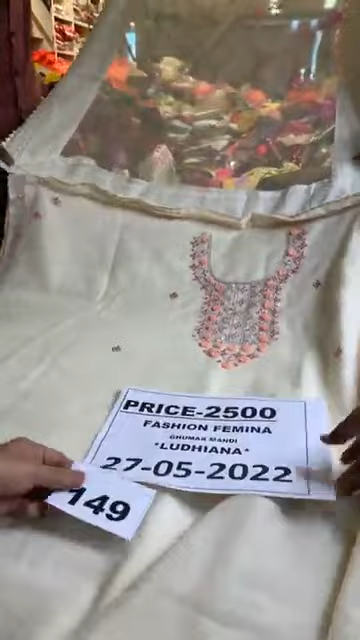 PRICE-2500
FASHION FEMINA
GHUMAR MANDI
*LUDHIANA*
27-05-2022
149